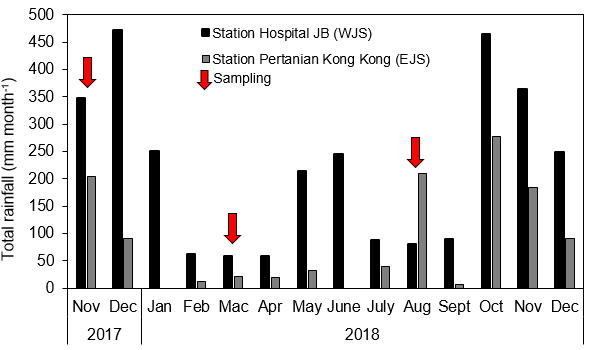 500
450
400
350
300
250
200
150
100
50
0
Total rainfall (mm month-1)
Station Hospital JB (WJS)
Station Pertanian Kong Kong (EJS)
Sampling
Nov Dec Jan Feb Mac Apr May June July Aug Sept Oct Nov Dec
2017 2018